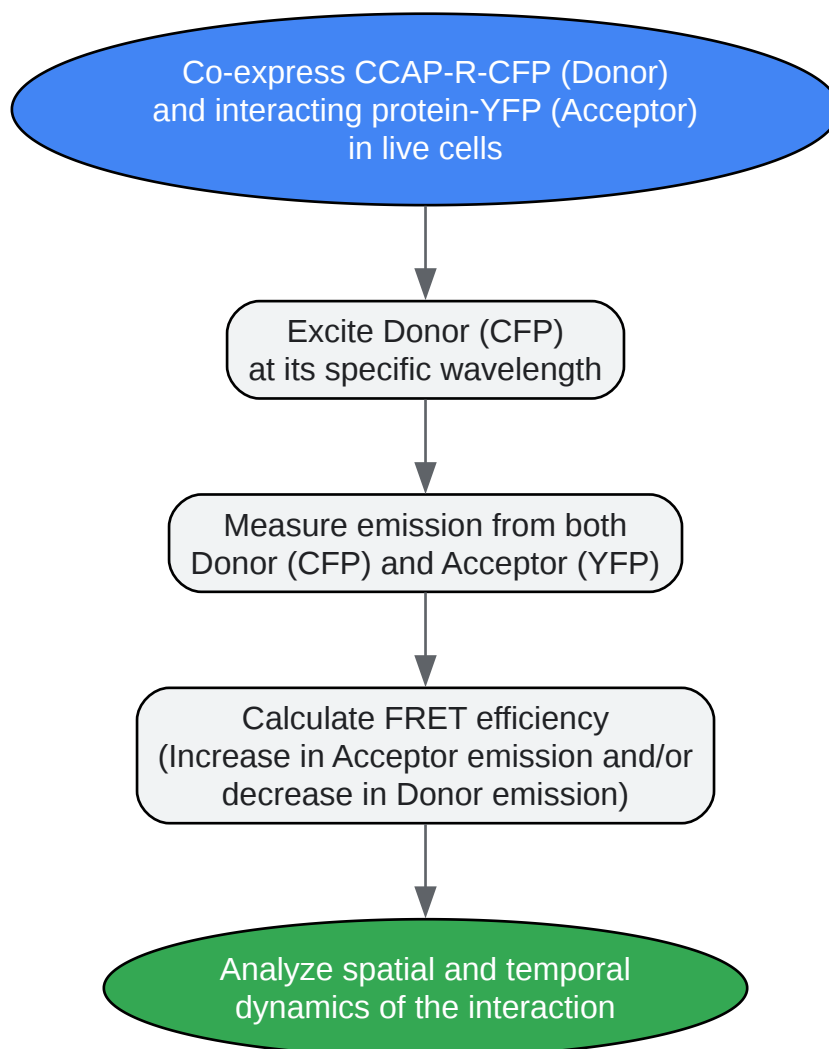 Co-express CCAP-R-CFP (Donor)
and interacting protein-YFP (Acceptor)
in live cells
Excite Donor (CFP)
at its specific wavelength
Measure emission from both
Donor (CFP) and Acceptor (YFP)
Calculate FRET efficiency
(Increase in Acceptor emission and/or
decrease in Donor emission)
Analyze spatial and temporal
dynamics of the interaction